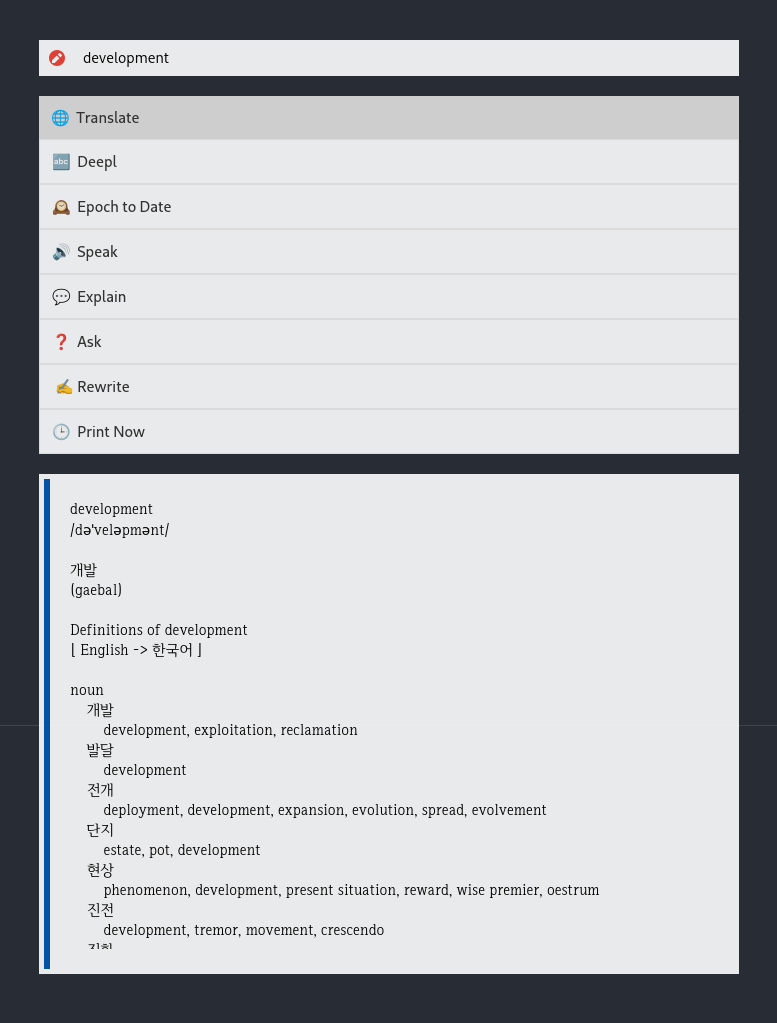 development
Translate
Deepl
Epoch to Date
Speak
Explain
Ask
Rewrite
Print Now
development
/dəˈveləpmənt/
개발
(gaebal)
Definitions of development
[ English -> 한국어 ]
noun
개발
development, exploitation, reclamation
발달
development
전개
deployment, development, expansion, evolution, spread, evolvement
단지
estate, pot, development
현상
phenomenon, development, present situation, reward, wise premier, oestrum
진전
development, tremor, movement, crescendo